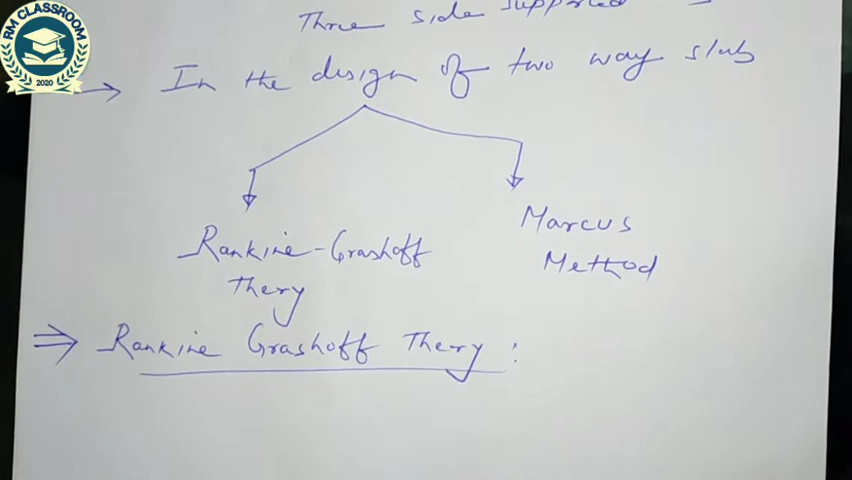 RM CLASSROOM
2020
Three side supported
→ In the design of two way slab
Rankine-Grashoff
Thery
Marcus
Method
⇒ Rankine Grashoff Thery :